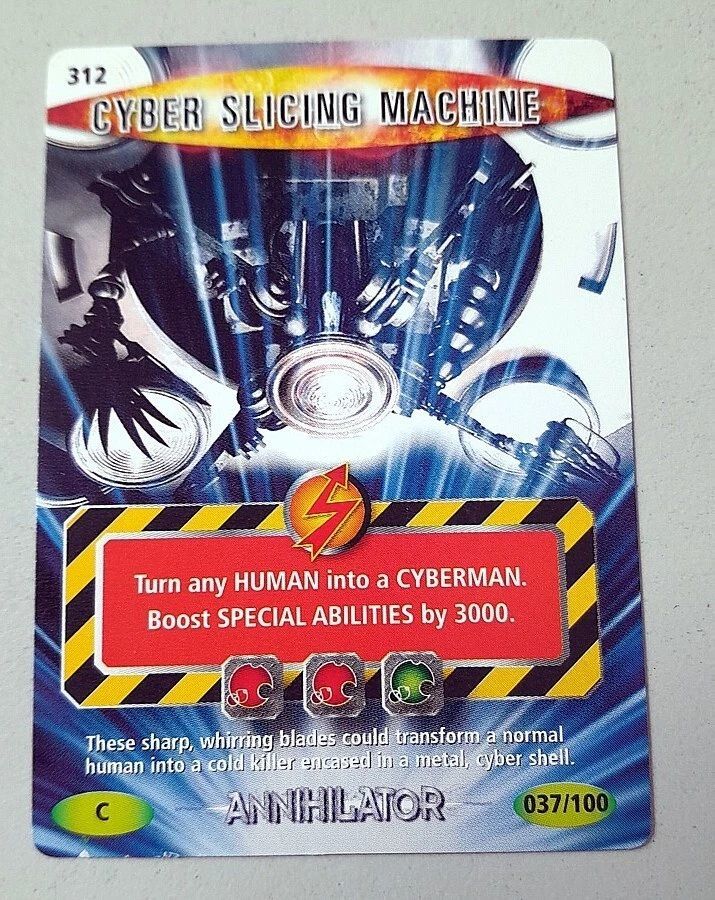 312
CYBER SLICING MACHINE
Turn any HUMAN into a CYBERMAN.
Boost SPECIAL ABILITIES by 3000.
These sharp, whirring blades could transform a normal
human into a cold killer encased in a metal, cyber shell.
C
ANNIHILATOR
037/100